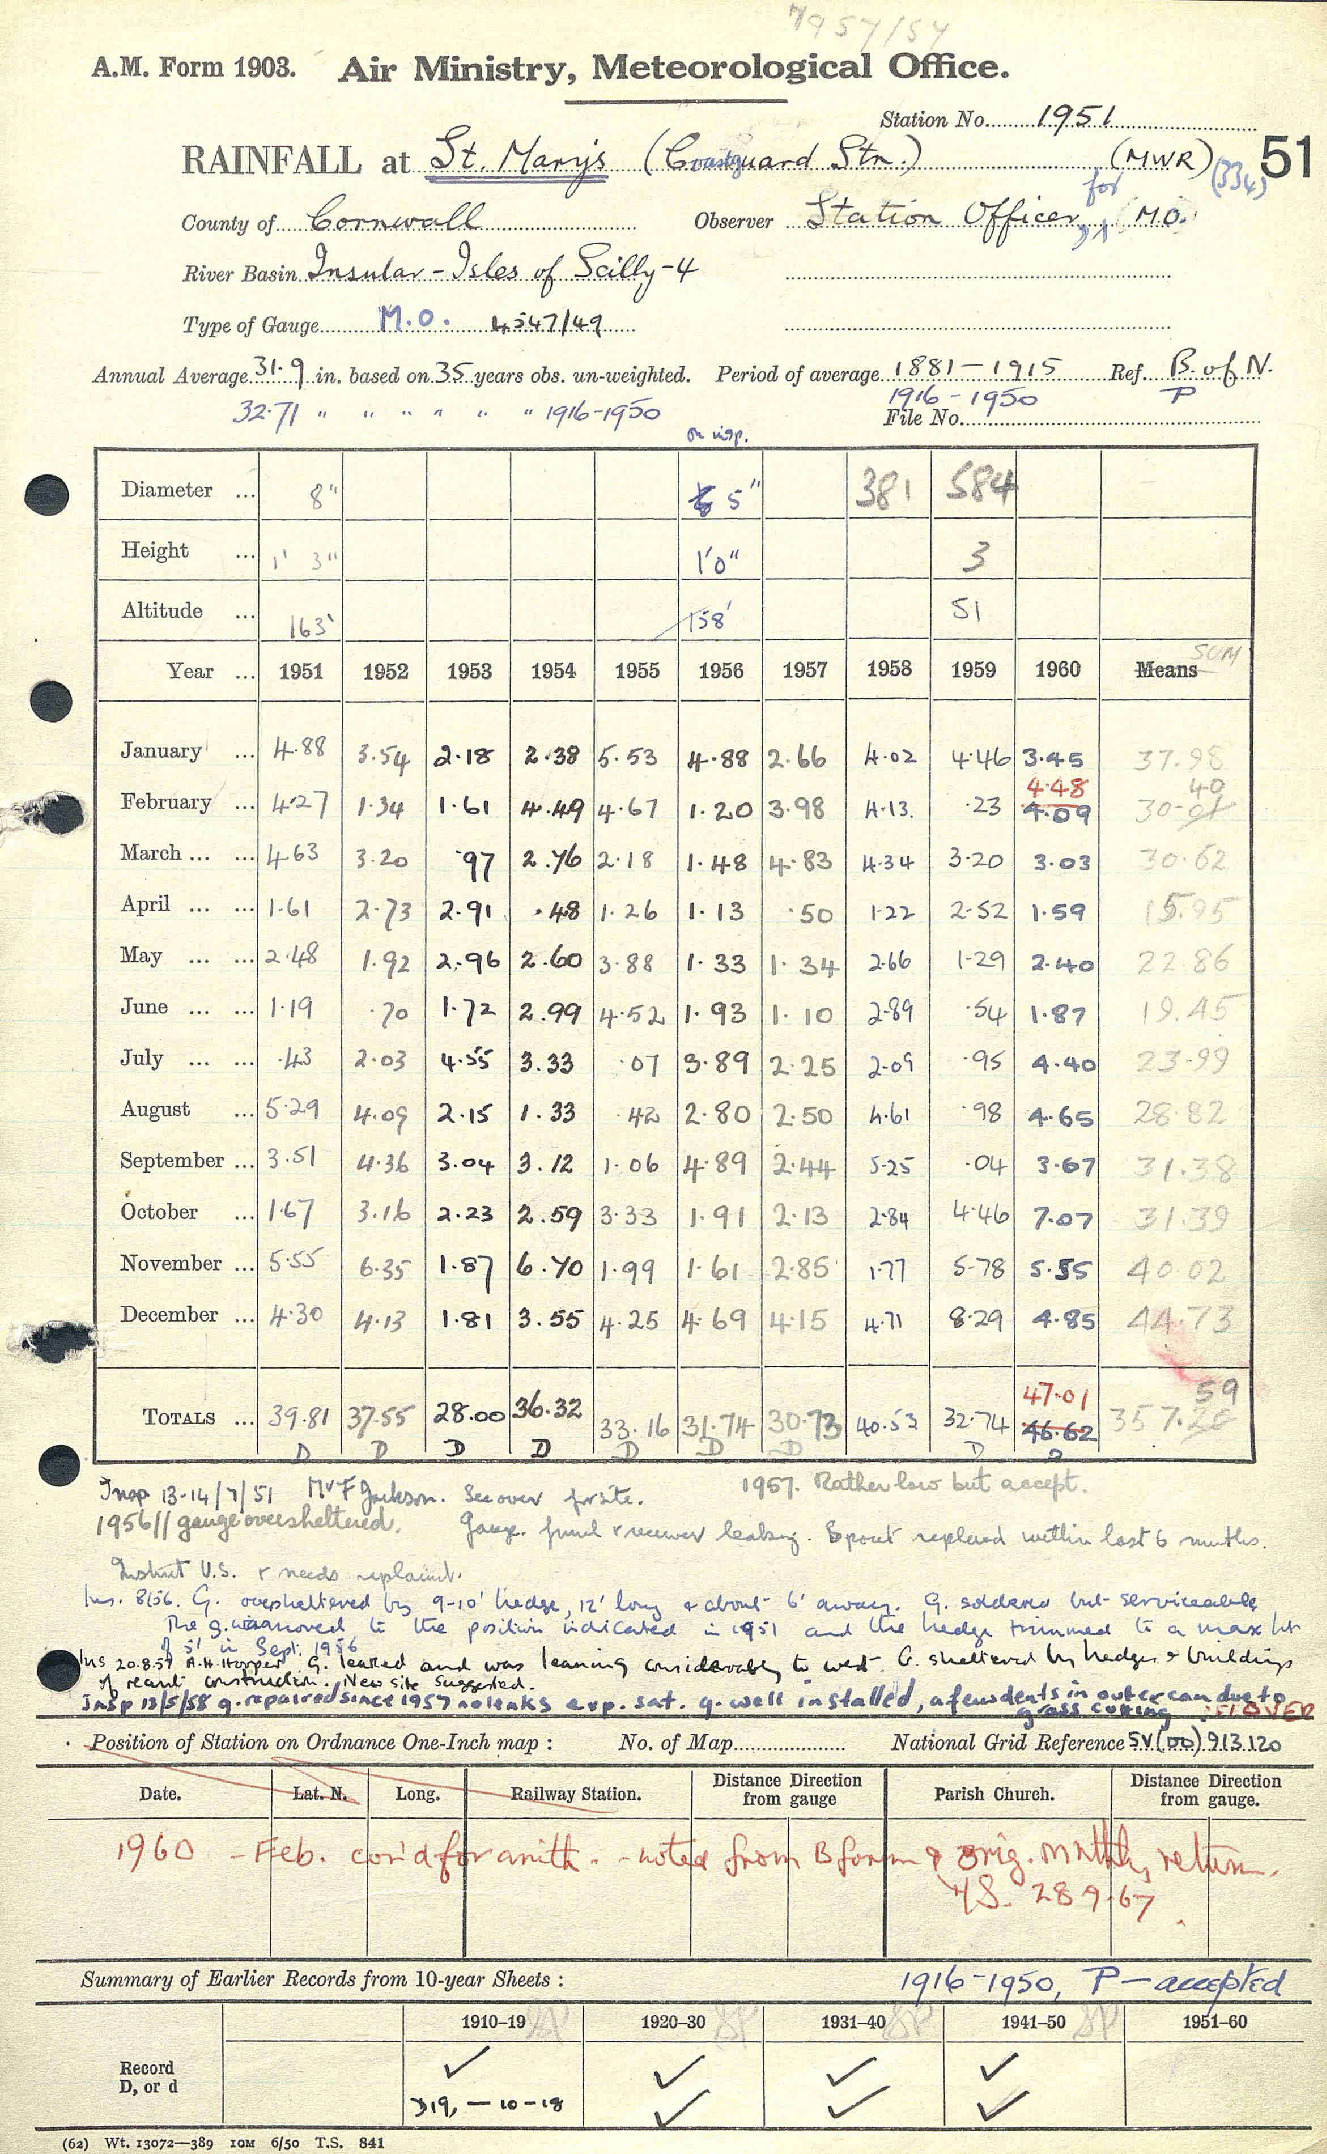 7957/54
A.M. Form 1903. Air Ministry, Meteorological Office.
Station No. 1951
RAINFALL at St. Mary's (Coastguard Stn.) (MWR) (334) 51
County of Cornwall Observer Station Officer, for M.O.
River Basin Insular - Isles of Scilly - 4
Type of Gauge M.O. 4547/49
Annual Average 31.9 in. based on 35 years obs. un-weighted. Period of average 1881-1915 Ref. B. of N.
32.71 " " " " " " 1916-1950 1916-1950 P
File No.
on insp.
Diameter ... 8" 5" 381 584
Height ... 1' 3" 1'0" 3
Altitude ... 163' 158' 51
Year ... 1951 1952 1953 1954 1955 1956 1957 1958 1959 1960 Means SUM
January ... 4.88 3.54 2.18 2.38 5.53 4.88 2.66 4.02 4.46 3.45 37.98
4.48 40
February ... 4.27 1.34 1.61 4.49 4.67 1.20 3.98 4.13 .23 4.09 30.01
March ... ... 4.63 3.20 .97 2.76 2.18 1.48 4.83 4.34 3.20 3.03 30.62
April ... ... 1.61 2.73 2.91 .48 1.26 1.13 .50 1.22 2.52 1.59 15.95
May ... ... 2.48 1.92 2.96 2.60 3.88 1.33 1.34 2.66 1.29 2.40 22.86
June ... ... 1.19 .70 1.72 2.99 4.52 1.93 1.10 2.89 .54 1.87 19.45
July ... ... .43 2.03 4.55 3.33 .07 3.89 2.25 2.09 .95 4.40 23.99
August ... 5.29 4.09 2.15 1.33 .42 2.80 2.50 4.61 .98 4.65 28.82
September ... 3.51 4.36 3.04 3.12 1.06 4.89 2.44 5.25 .04 3.67 31.38
October ... 1.67 3.16 2.23 2.59 3.33 1.91 2.13 2.84 4.46 7.07 31.39
November ... 5.55 6.35 1.87 6.70 1.99 1.61 2.85 1.77 5.78 5.55 40.02
December ... 4.30 4.13 1.81 3.55 4.25 4.69 4.15 4.71 8.29 4.85 44.73
47.01 59
TOTALS ... 39.81 37.55 28.00 36.32 33.16 31.74 30.73 40.53 32.74 46.62 357.20
D D D D D D D D D
Insp 13-14/7/51 Mr F Jackson. See over for site. 1957. Rather low but accept.
1956 // gauge oversheltered. Gauge. funnel & receiver leaking. Spout replaced within last 6 months.
Instrut U.S. & needs replacint.
Ins. 8/56. G. oversheltered by 9-10' hedge, 12' long & about 6' away. G. soldered but serviceable
The g. was moved to the position indicated in 1951 and the hedge trimmed to a max ht
of 5' in Sept. 1956
Ins 20.8.57 A.H. Hooper G. leaked and was leaning considerably to west. G. sheltered by hedges & buildings
of recent construction. New site suggested.
Insp 13/5/58 g. repaired since 1957 no leaks exp. sat. g. well installed, a few dents in outer can due to
grass cutting OVER
Position of Station on Ordnance One-Inch map : No. of Map National Grid Reference SV(00) 913.120
Date. Lat. N. Long. Railway Station. Distance Direction from gauge Parish Church. Distance Direction from gauge.
1960 - Feb. cor'd for arith. - noted from B form & orig. mnthly return.
28 9.67
Summary of Earlier Records from 10-year Sheets : 1916-1950, P - accepted
1910-19 1920-30 1931-40 1941-50 1951-60
Record ✓ ✓ ✓ ✓
D, or d D19, - 10 - 18 ✓ ✓ ✓
(62) Wt. 13072—389 10M 6/50 T.S. 841